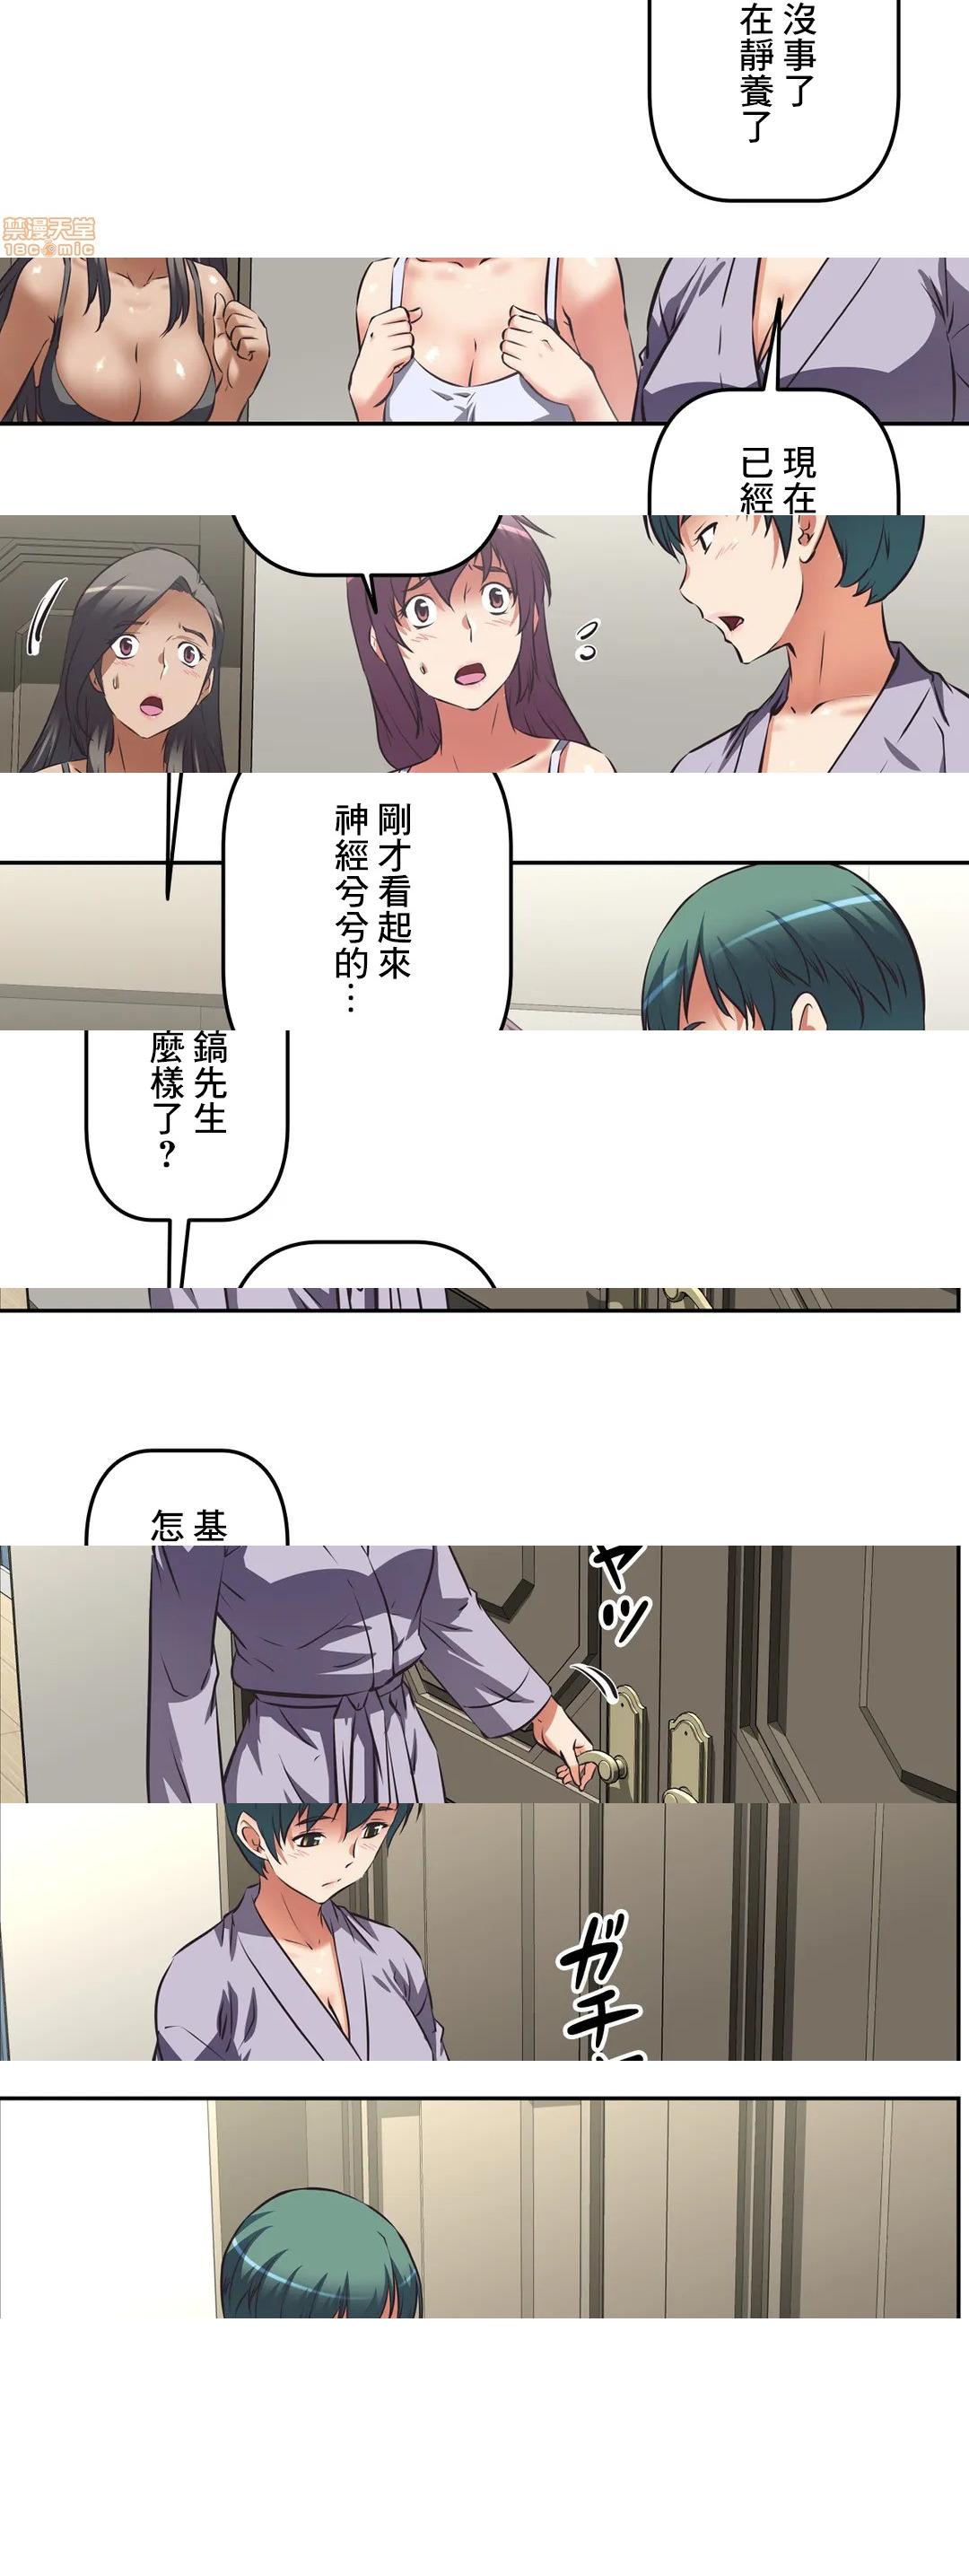 沒事了
在靜養了
禁漫天堂
18comic
現在
已經
剛才看起來
神經兮兮的…
鎬先生
麼樣了?
基
怎
ャッ
ガチ